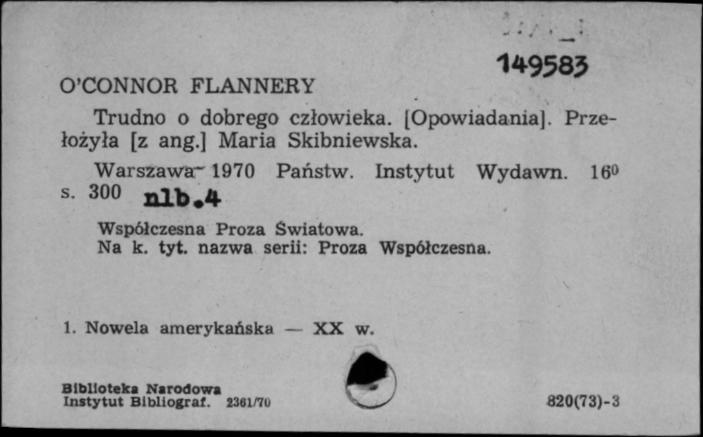 149583
O'CONNOR FLANNERY
Trudno o dobrego człowieka. [Opowiadania]. Prze-
łożyła [z ang.] Maria Skibniewska.
Warszawa 1970 Państw. Instytut Wydawn. 16⁰
s. 300 nlb.4
Współczesna Proza Światowa.
Na k. tyt. nazwa serii: Proza Współczesna.
1. Nowela amerykańska — XX w.
Biblioteka Narodowa
Instytut Bibliograf. 2361/70
820(73)-3